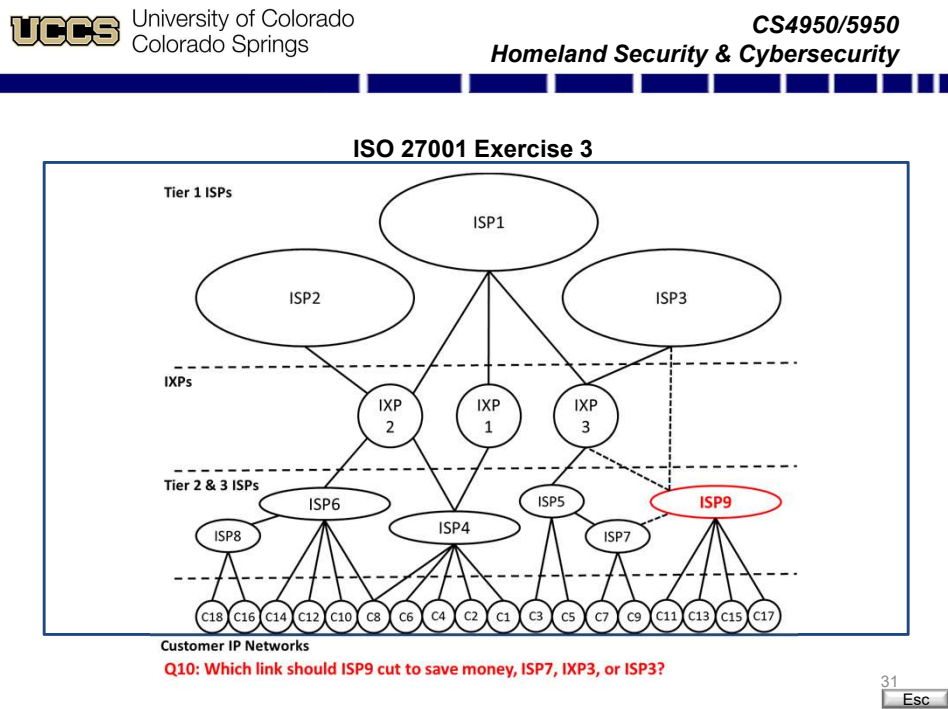 UCCS
University of Colorado
Colorado Springs
CS4950/5950
Homeland Security & Cybersecurity
ISO 27001 Exercise 3
Tier 1 ISPs
ISP1
ISP2
ISP3
IXPs
IXP
2
IXP
1
IXP
3
Tier 2 & 3 ISPs
ISP6
ISP5
ISP9
ISP8
ISP4
ISP7
C18 C16 C14 C12 C10 C8 C6 C4 C2 C1 C3 C5 C7 C9 C11 C13 C15 C17
Customer IP Networks
Q10: Which link should ISP9 cut to save money, ISP7, IXP3, or ISP3?
31
Esc